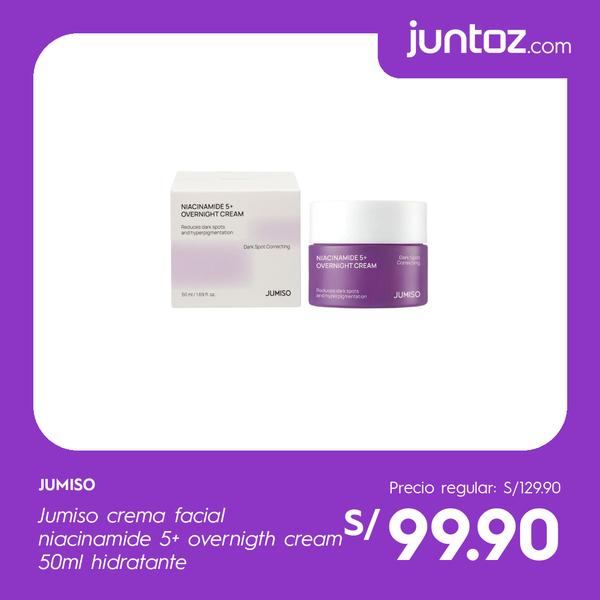 juntoz.com
NIACINAMIDE 5+
OVERNIGHT CREAM
Reduces dark spots
and hyperpigmentation
Dark Spot Correcting
50 ml / 1.69 fl. oz.
JUMISO
NIACINAMIDE 5+
OVERNIGHT CREAM
Dark Spot
Correcting
Reduces dark spots
and hyperpigmentation
JUMISO
JUMISO
Jumiso crema facial
niacinamide 5+ overnigth cream
50ml hidratante
Precio regular: S/129.90
S/ 99.90